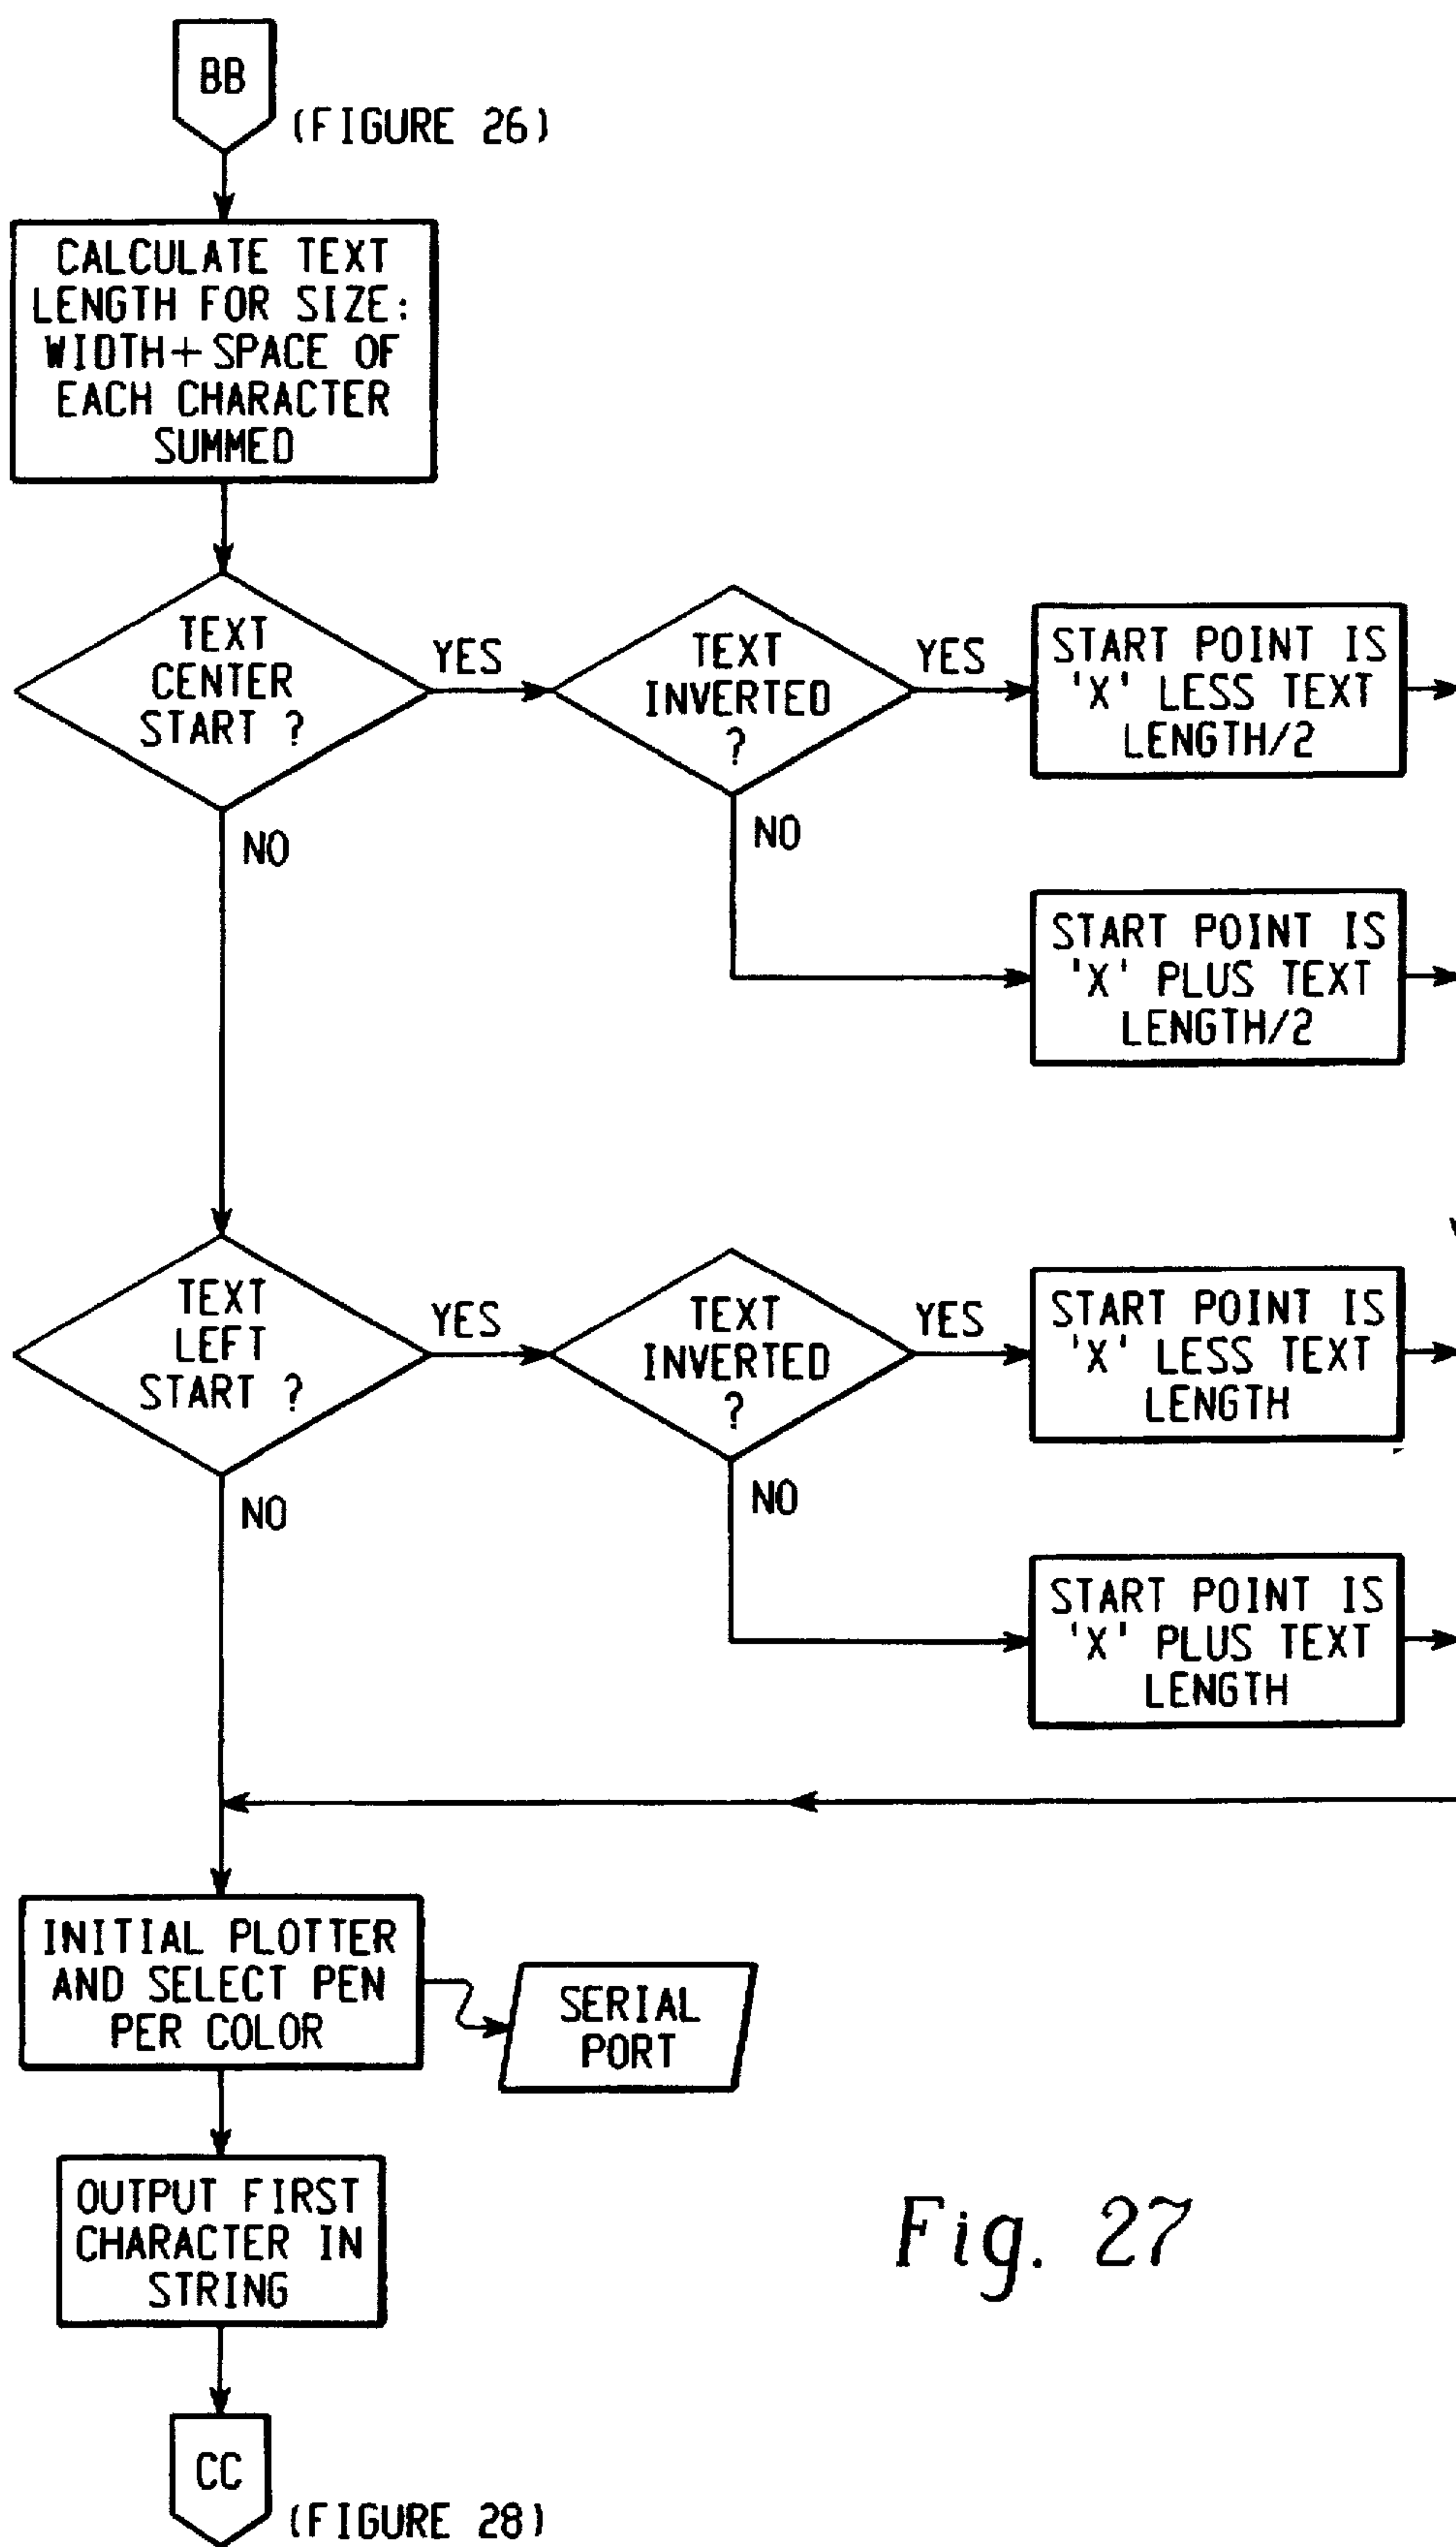 BB
(FIGURE 26)
CALCULATE TEXT
LENGTH FOR SIZE:
WIDTH+SPACE OF
EACH CHARACTER
SUMMED
TEXT
CENTER
START ?
YES
TEXT
INVERTED
?
YES
START POINT IS
'X' LESS TEXT
LENGTH/2
NO
NO
START POINT IS
'X' PLUS TEXT
LENGTH/2
TEXT
LEFT
START ?
YES
TEXT
INVERTED
?
YES
START POINT IS
'X' LESS TEXT
LENGTH
NO
NO
START POINT IS
'X' PLUS TEXT
LENGTH
INITIAL PLOTTER
AND SELECT PEN
PER COLOR
SERIAL
PORT
OUTPUT FIRST
CHARACTER IN
STRING
Fig. 27
CC
(FIGURE 28)